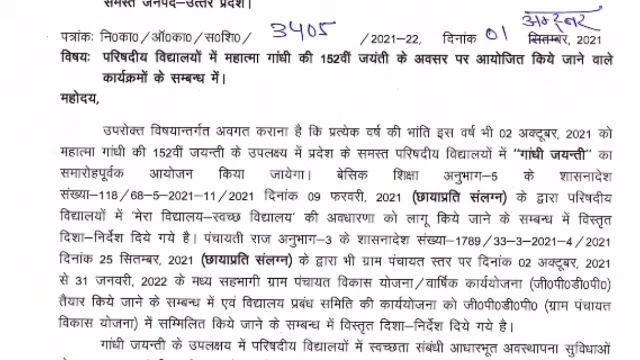 समस्त जनपद–उत्तर प्रदेश।
पत्रांकः नि०का० / ऑ०का० / स०शि० / 3405 / 2021–22, दिनांक 01 सितम्बर, 2021
विषयः परिषदीय विद्यालयों में महात्मा गांधी की 152वीं जयंती के अवसर पर आयोजित किये जाने वाले
कार्यक्रमों के सम्बन्ध में।
महोदय,
उपरोक्त विषयान्तर्गत अवगत कराना है कि प्रत्येक वर्ष की भांति इस वर्ष भी 02 अक्टूबर, 2021 को
महात्मा गांधी की 152वीं जयन्ती के उपलक्ष्य में प्रदेश के समस्त परिषदीय विद्यालयों में "गांधी जयन्ती" का
समारोहपूर्वक आयोजन किया जायेगा। बेसिक शिक्षा अनुभाग–5 के शासनादेश
संख्या–118/68–5–2021–11/2021 दिनांक 09 फरवरी, 2021 (छायाप्रति संलग्न) के द्वारा परिषदीय
विद्यालयों में 'मेरा विद्यालय–स्वच्छ विद्यालय' की अवधारणा को लागू किये जाने के सम्बन्ध में विस्तृत
दिशा–निर्देश दिये गये है। पंचायती राज अनुभाग–3 के शासनादेश संख्या–1789/33–3–2021–4/2021
दिनांक 25 सितम्बर, 2021 (छायाप्रति संलग्न) के द्वारा भी ग्राम पंचायत स्तर पर दिनांक 02 अक्टूबर, 2021
से 31 जनवरी, 2022 के मध्य सहभागी ग्राम पंचायत विकास योजना/वार्षिक कार्ययोजना (जी०पी०डी०पी०)
तैयार किये जाने के सम्बन्ध में एवं विद्यालय प्रबंध समिति की कार्ययोजना को जी०पी०डी०पी० (ग्राम पंचायत
विकास योजना) में सम्मिलित किये जाने के सम्बन्ध में विस्तृत दिशा–निर्देश दिये गये है।
गांधी जयन्ती के उपलक्ष्य में परिषदीय विद्यालयों में स्वच्छता संबंधी आधारभूत अवस्थापना सुविधाओं